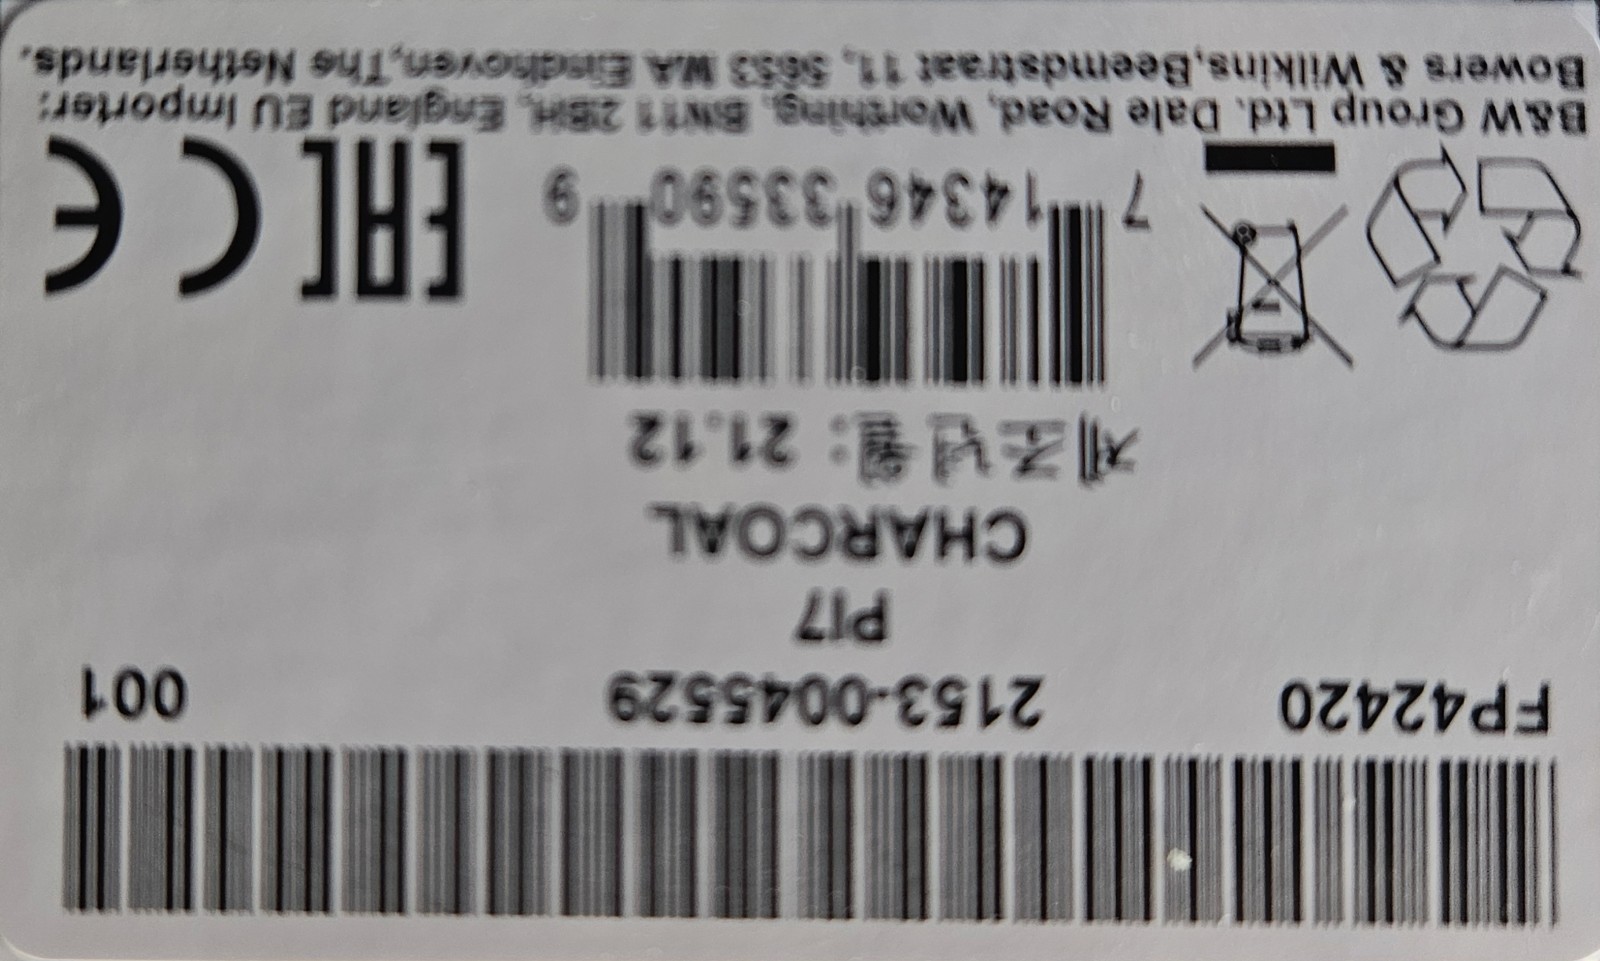 FP42420 2153-0045529 001
PI7
CHARCOAL
제조년월: 21.12
7 14346 33590 9
B&W Group Ltd. Dale Road, Worthing, BN11 2BH, England EU Importer:
Bowers & Wilkins,Beemdstraat 11, 5653 MA Eindhoven,The Netherlands.